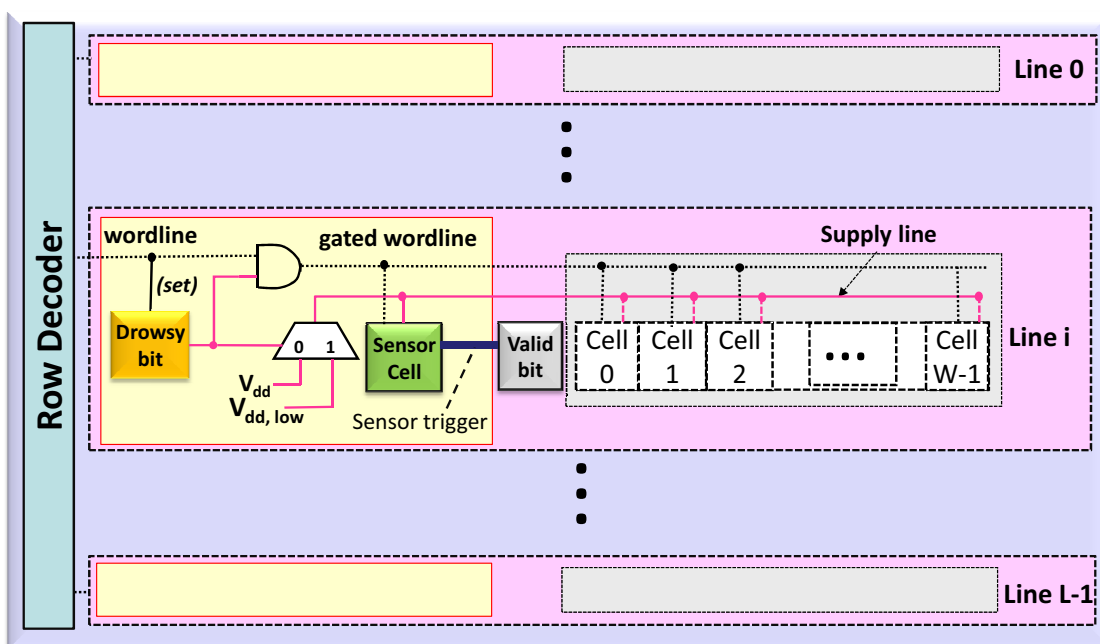 Row Decoder
Line 0
wordline
gated wordline
Supply line
(set)
Drowsy
bit
0 1
Sensor
Cell
Valid
bit
Cell
0
Cell
1
Cell
2
...
Cell
W-1
Line i
Vdd
Vdd, low
Sensor trigger
Line L-1